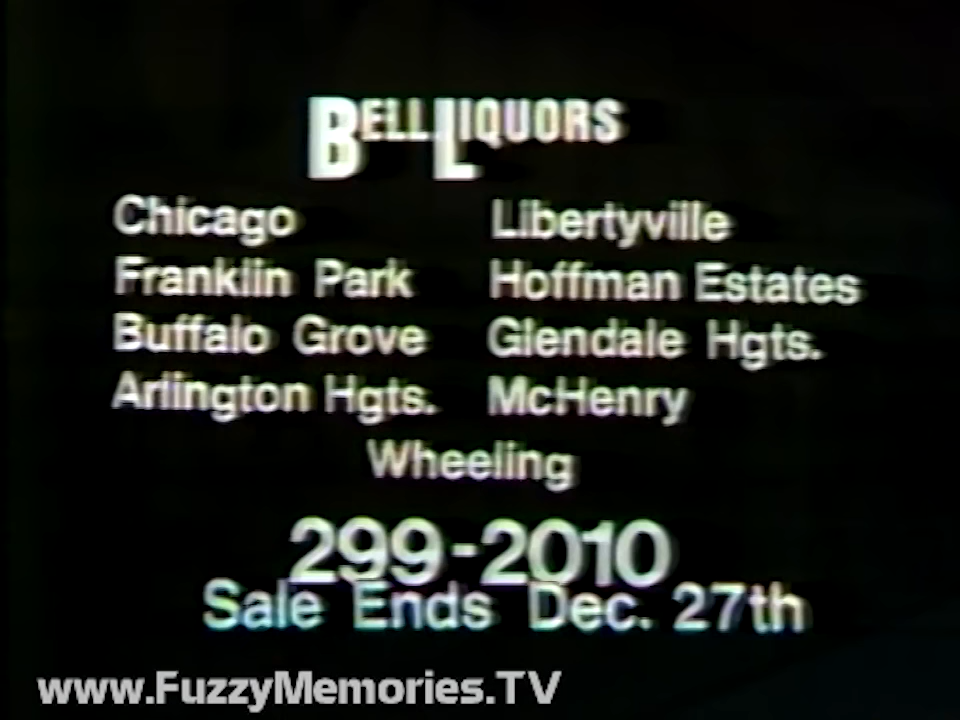 BELL LIQUORS
Chicago Libertyville
Franklin Park Hoffman Estates
Buffalo Grove Glendale Hgts.
Arlington Hgts. McHenry
Wheeling
299-2010
Sale Ends Dec. 27th
www.FuzzyMemories.TV